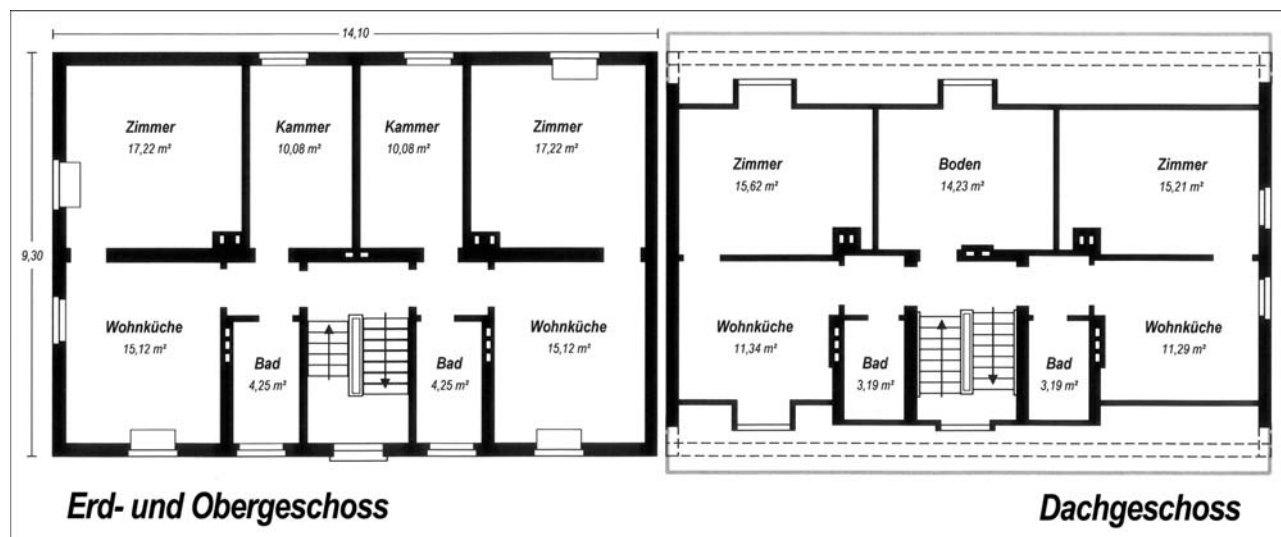 14,10
9,30
Zimmer
17,22 m²
Kammer
10,08 m²
Kammer
10,08 m²
Zimmer
17,22 m²
Wohnküche
15,12 m²
Bad
4,25 m²
Bad
4,25 m²
Wohnküche
15,12 m²
Erd- und Obergeschoss
Zimmer
15,62 m²
Boden
14,23 m²
Zimmer
15,21 m²
Wohnküche
11,34 m²
Bad
3,19 m²
Bad
3,19 m²
Wohnküche
11,29 m²
Dachgeschoss